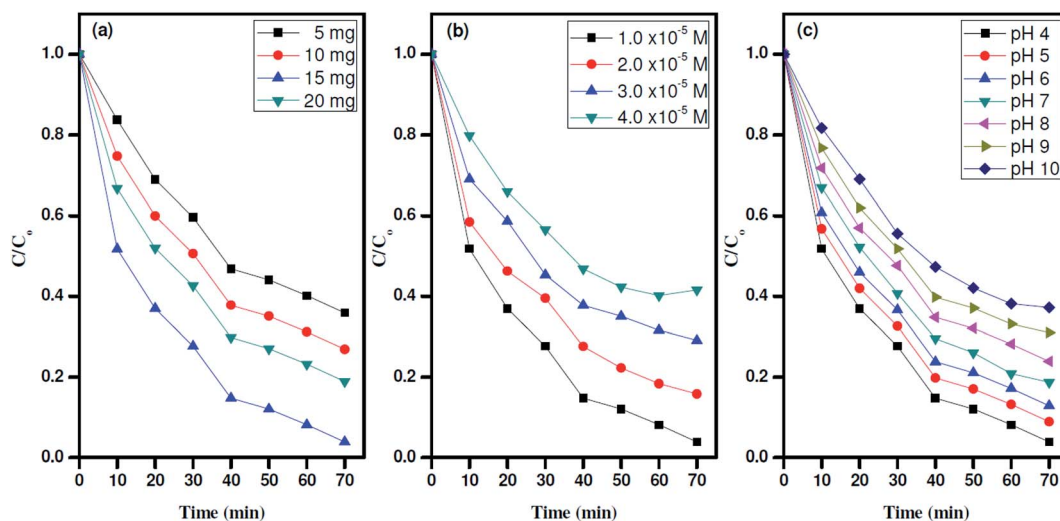 (a)
5 mg
10 mg
15 mg
20 mg
C/Cₒ
1.0
0.8
0.6
0.4
0.2
0.0
0 10 20 30 40 50 60 70
Time (min)
(b)
1.0 x10⁻⁵ M
2.0 x10⁻⁵ M
3.0 x10⁻⁵ M
4.0 x10⁻⁵ M
C/Cₒ
1.0
0.8
0.6
0.4
0.2
0.0
0 10 20 30 40 50 60 70
Time (min)
(c)
pH 4
pH 5
pH 6
pH 7
pH 8
pH 9
pH 10
C/Cₒ
1.0
0.8
0.6
0.4
0.2
0.0
0 10 20 30 40 50 60 70
Time (min)